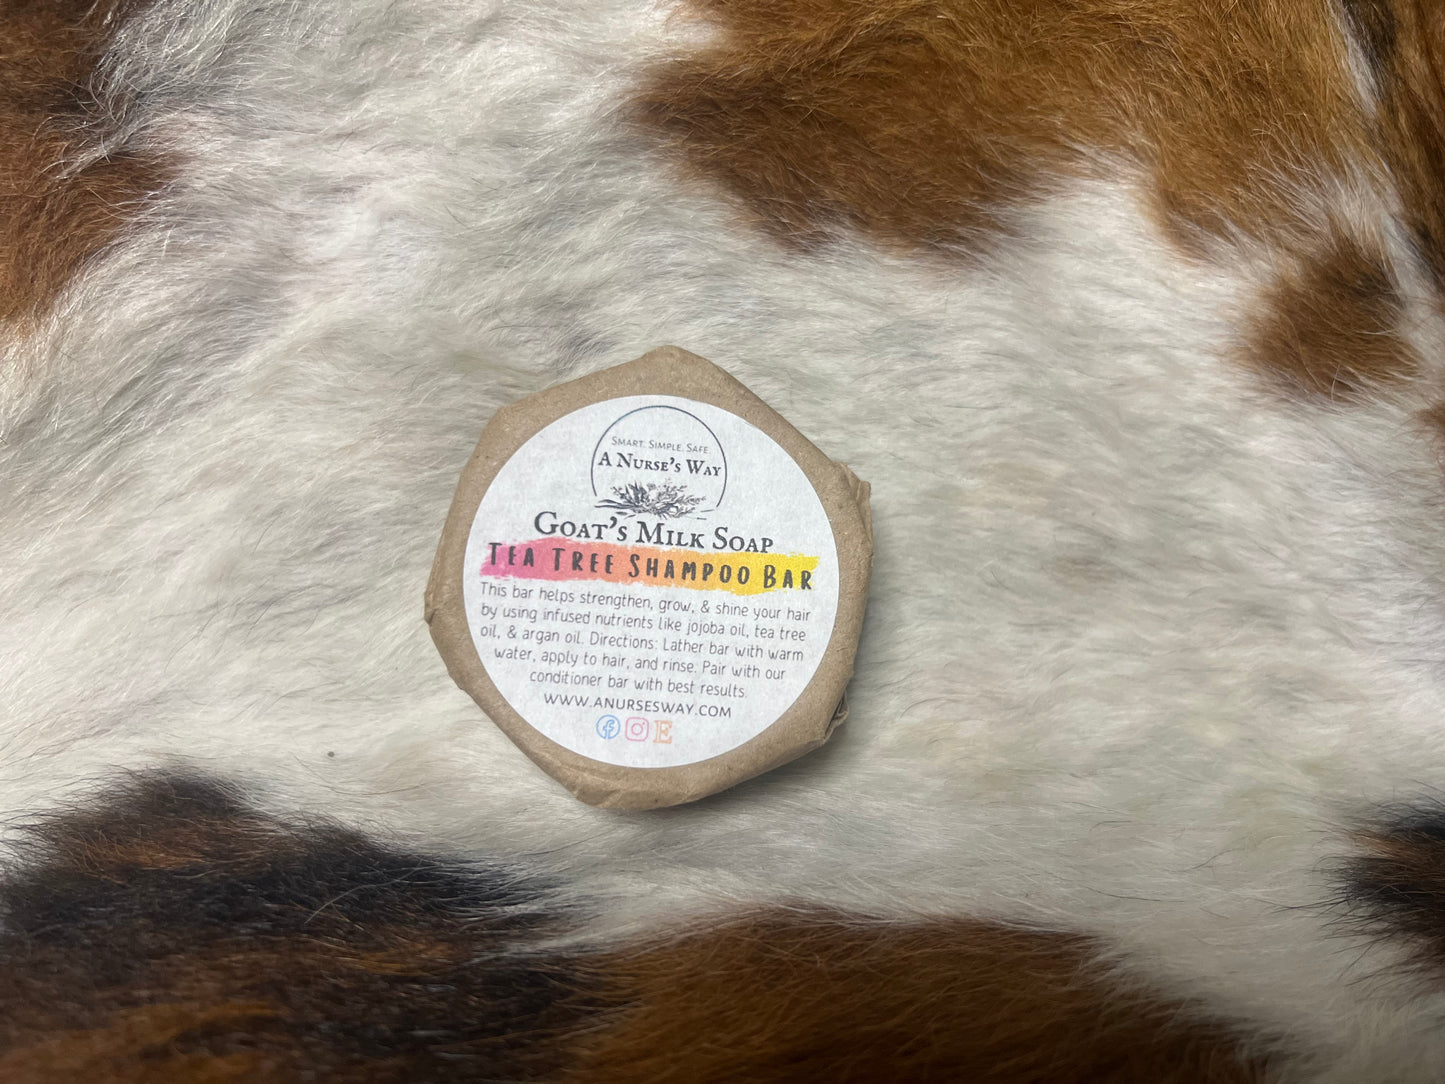 Smart. Simple. Safe.
A Nurse's Way
Goat's Milk Soap
Tea Tree Shampoo Bar
This bar helps strengthen, grow, & shine your hair
by using infused nutrients like jojoba oil, tea tree
oil, & argan oil. Directions: Lather bar with warm
water, apply to hair, and rinse. Pair with our
conditioner bar with best results.
www.anursesway.com
E